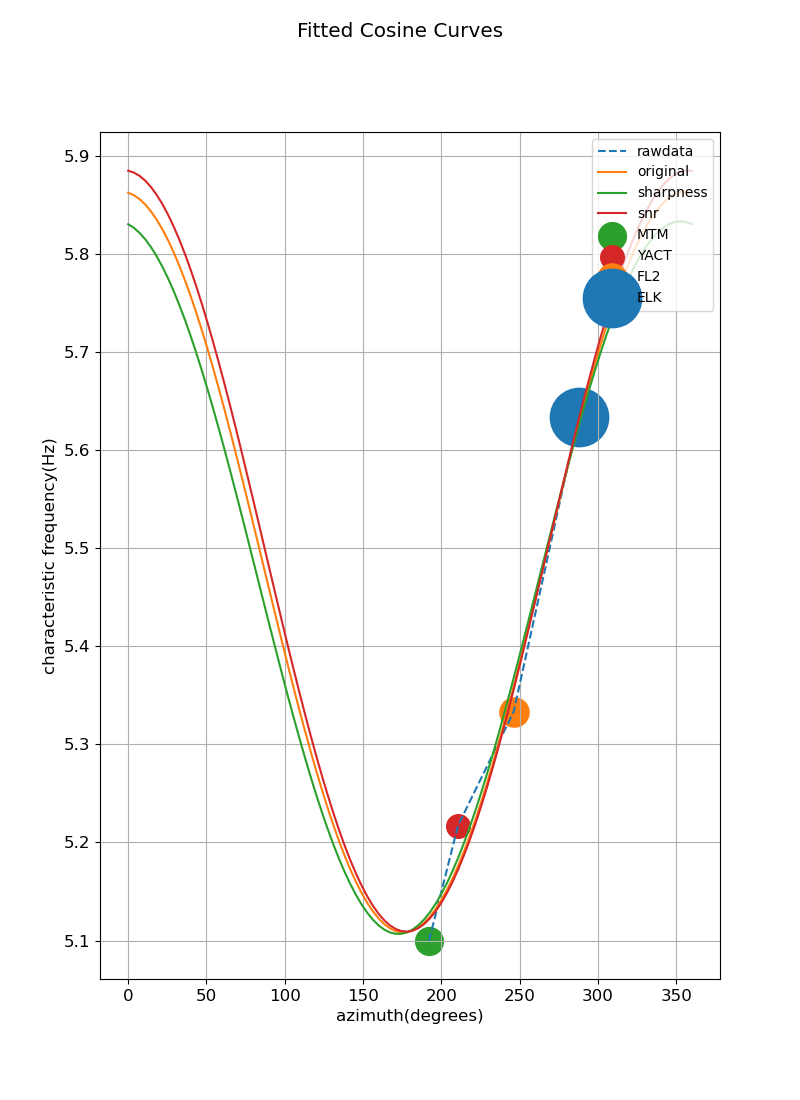 Fitted Cosine Curves
5.9
5.8
5.7
5.6
5.5
5.4
5.3
5.2
5.1
characteristic frequency(Hz)
rawdata
original
sharpness
snr
MTM
YACT
FL2
ELK
0 50 100 150 200 250 300 350
azimuth(degrees)